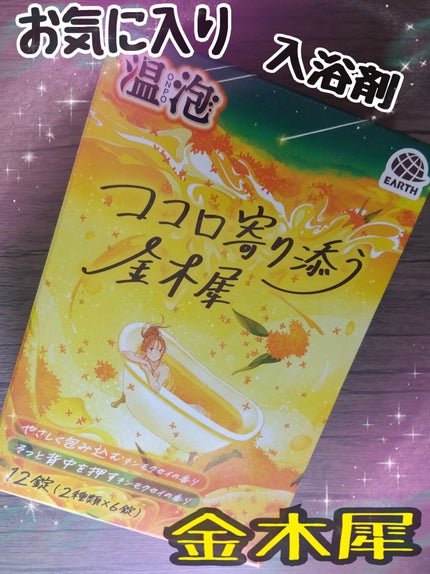 お気に入り
入浴剤
温泡
ONPO
EARTH
ココロ寄り添う
金木犀
やさしく包み込むキンモクセイの香り
そっと背中を押すキンモクセイの香り
12錠(2種類×6錠)
金木犀